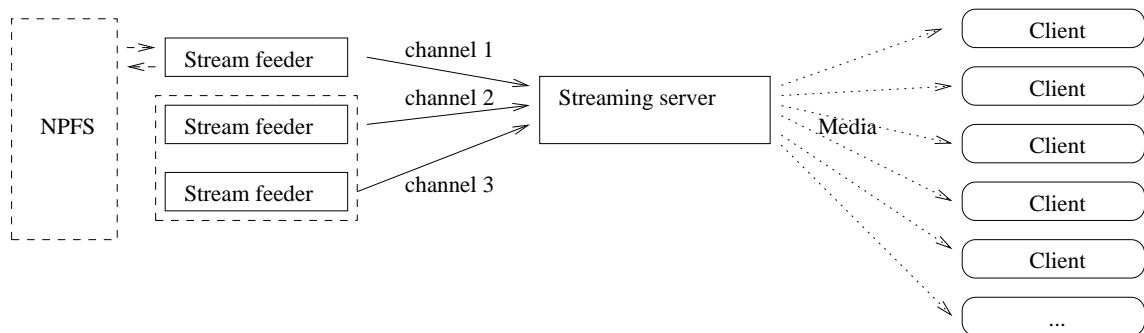 NPFS
Stream feeder
Stream feeder
Stream feeder
channel 1
channel 2
channel 3
Streaming server
Media
Client
Client
Client
Client
Client
...